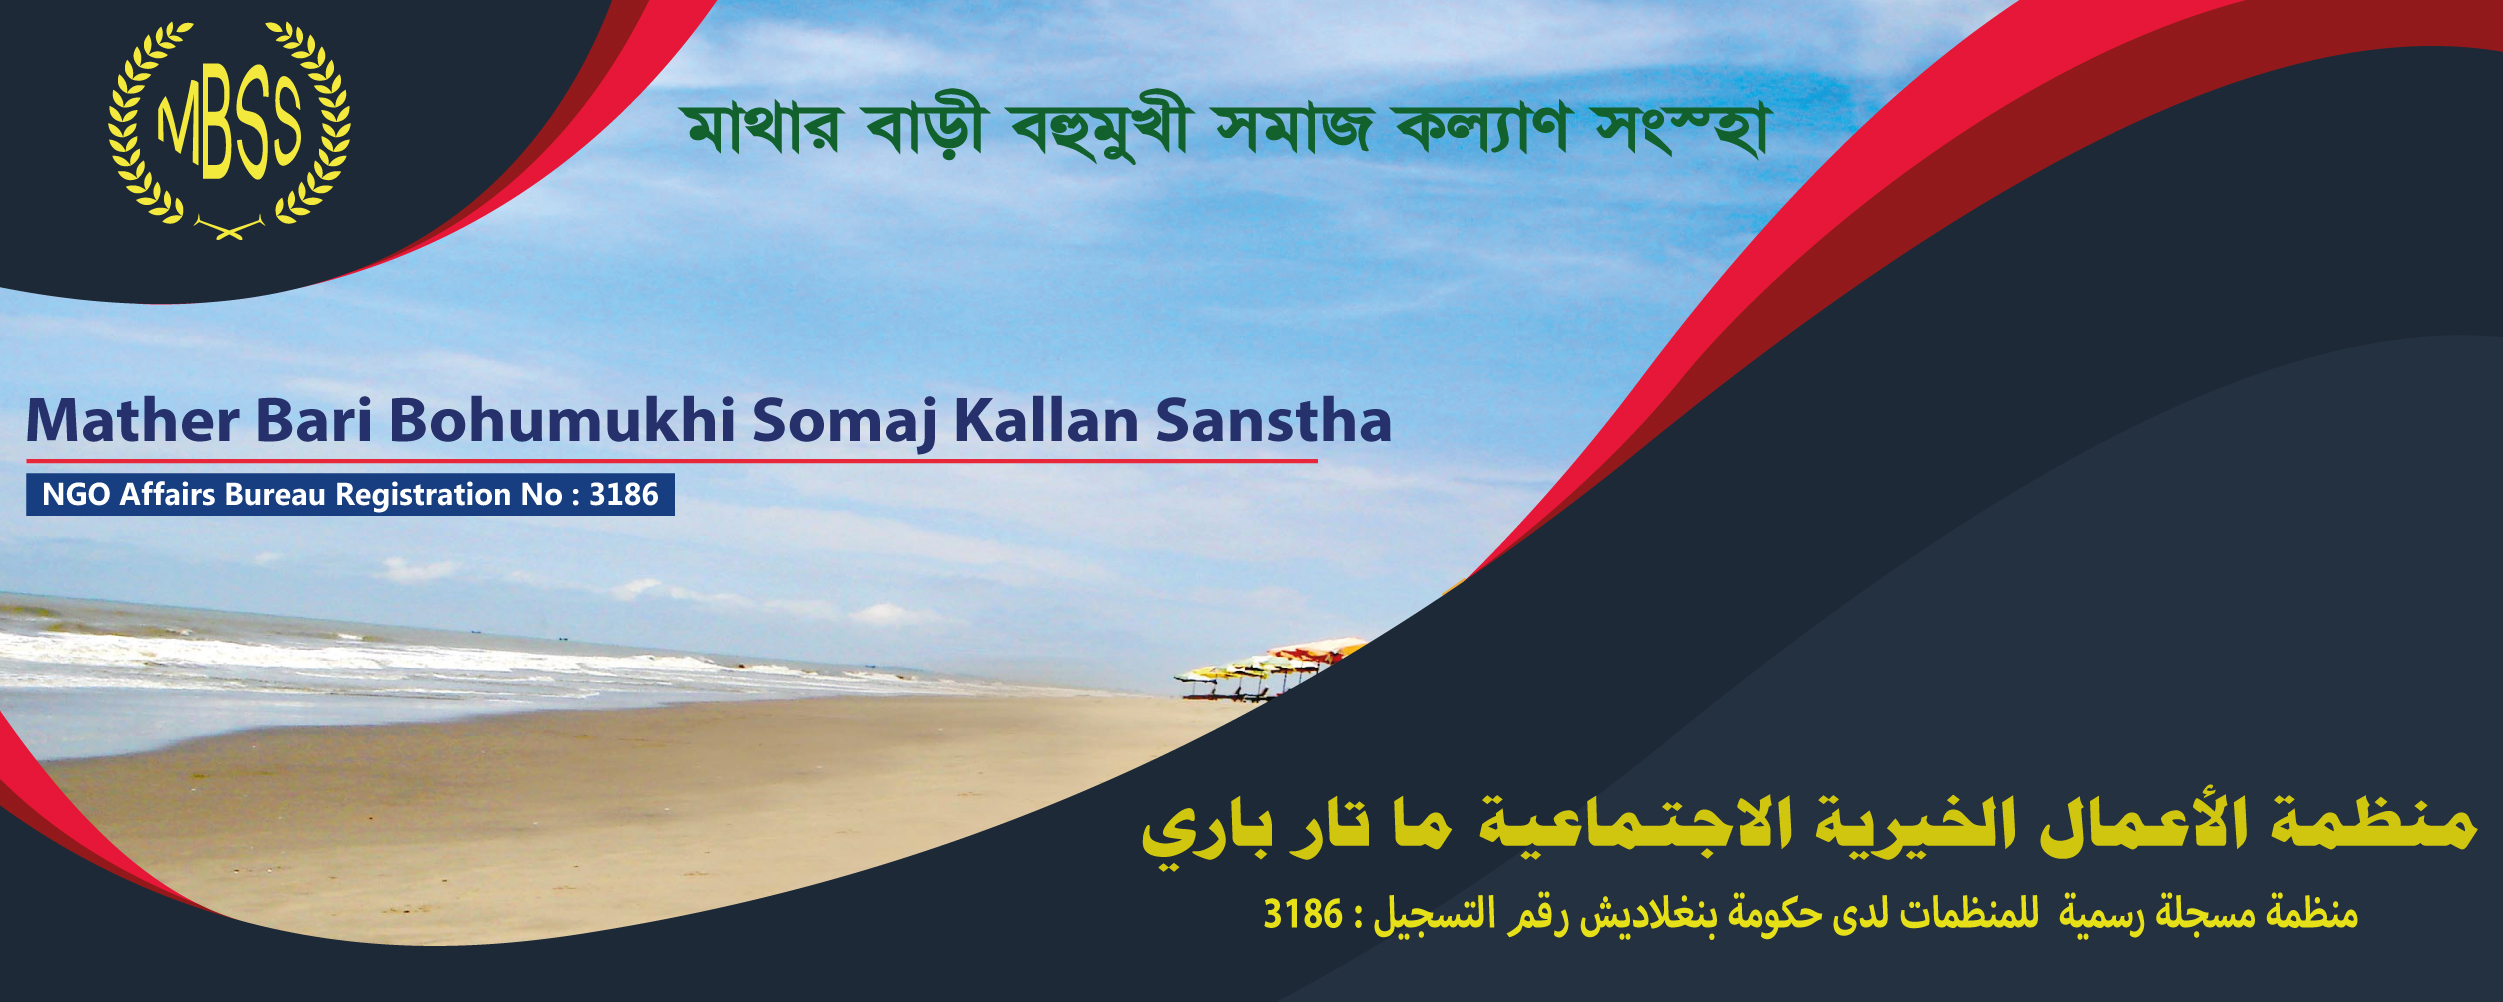 MBSS
মাথার বাড়ী বহুমুখী সমাজ কল্যাণ সংস্হা
Mather Bari Bohumukhi Somaj Kallan Sanstha
NGO Affairs Bureau Registration No : 3186
منظمة الأعمال الخيرية الاجتماعية ما تار باري
منظمة مسجلة رسمية للمنظمات لدى حكومة بنغلاديش رقم التسجيل : 3186